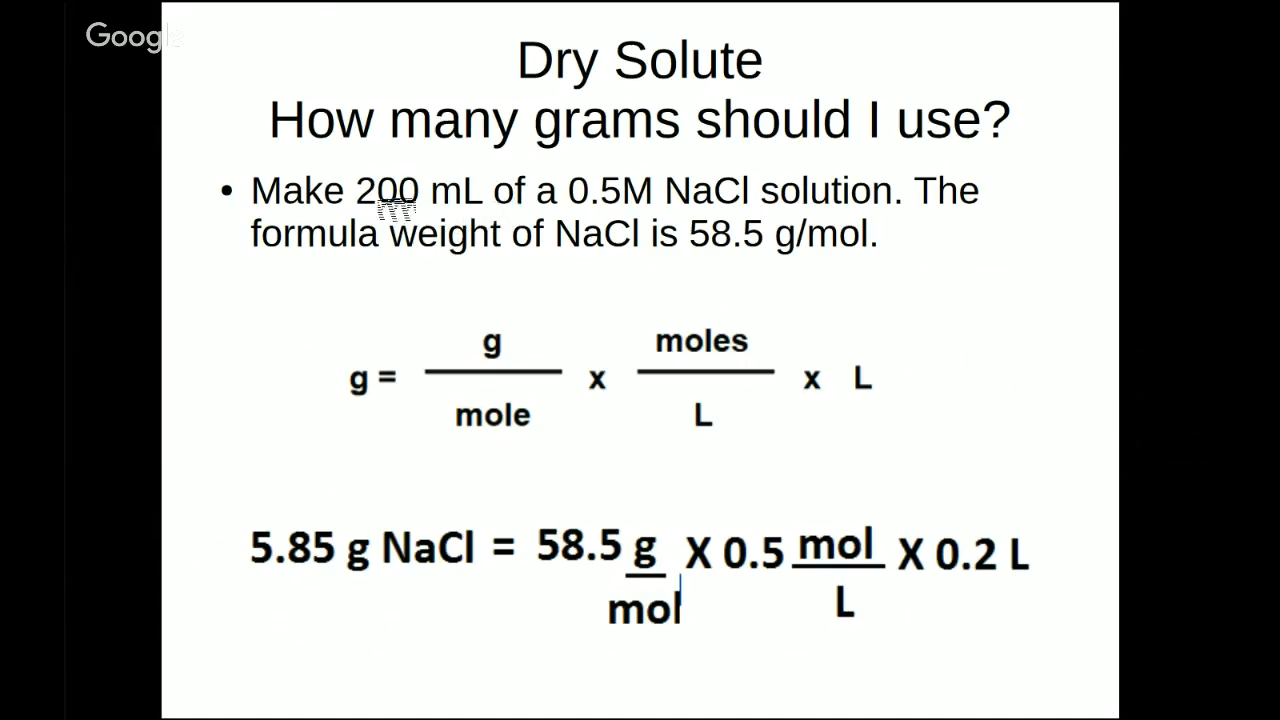 Google
Dry Solute
How many grams should I use?
• Make 200 mL of a 0.5M NaCl solution. The
formula weight of NaCl is 58.5 g/mol.
g = g/mole x moles/L x L
5.85 g NaCl = 58.5 g/mol X 0.5 mol/L X 0.2 L